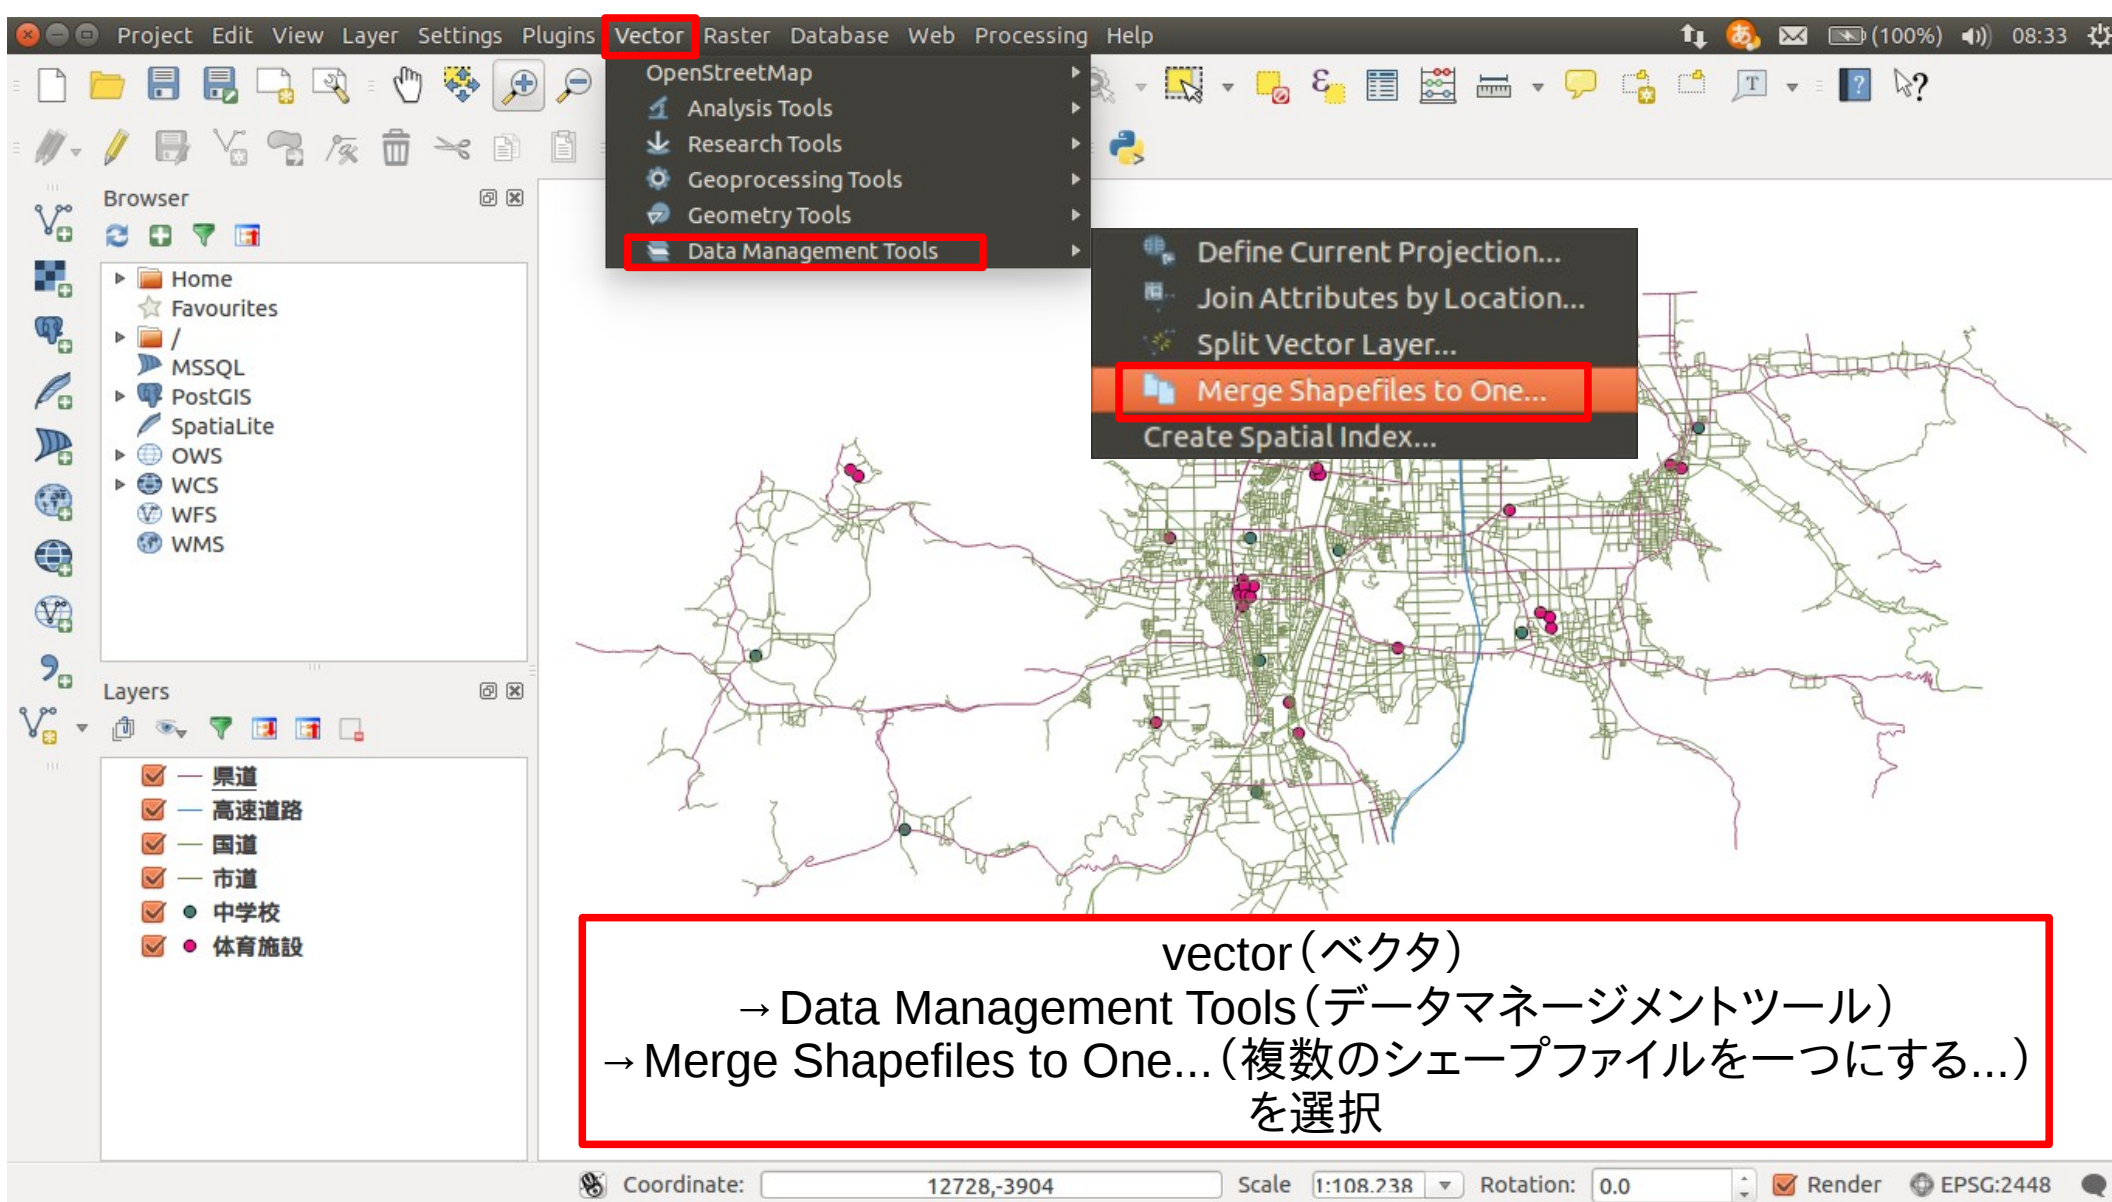 Project Edit View Layer Settings Plugins Vector Raster Database Web Processing Help
あ (100%) 08:33
OpenStreetMap
Analysis Tools
Research Tools
Geoprocessing Tools
Geometry Tools
Data Management Tools
Define Current Projection...
Join Attributes by Location...
Split Vector Layer...
Merge Shapefiles to One...
Create Spatial Index...
Browser
Home
Favourites
/
MSSQL
PostGIS
SpatiaLite
OWS
WCS
WFS
WMS
Layers
県道
高速道路
国道
市道
中学校
体育施設
vector（ベクタ）
→Data Management Tools（データマネージメントツール）
→Merge Shapefiles to One...（複数のシェープファイルを一つにする...）
を選択
Coordinate: 12728,-3904 Scale 1:108.238 Rotation: 0.0 Render EPSG:2448